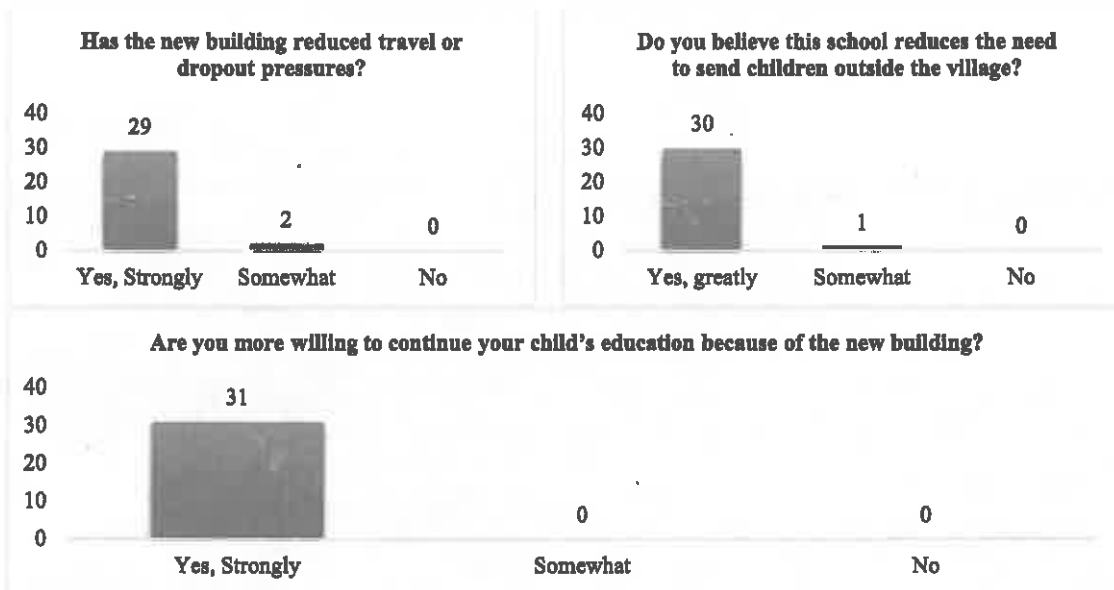 Has the new building reduced travel or
dropout pressures?
40
30
20
10
0
29
2
0
Yes, Strongly
Somewhat
No
Do you believe this school reduces the need
to send children outside the village?
40
30
20
10
0
30
1
0
Yes, greatly
Somewhat
No
Are you more willing to continue your child's education because of the new building?
40
30
20
10
0
31
0
0
Yes, Strongly
Somewhat
No